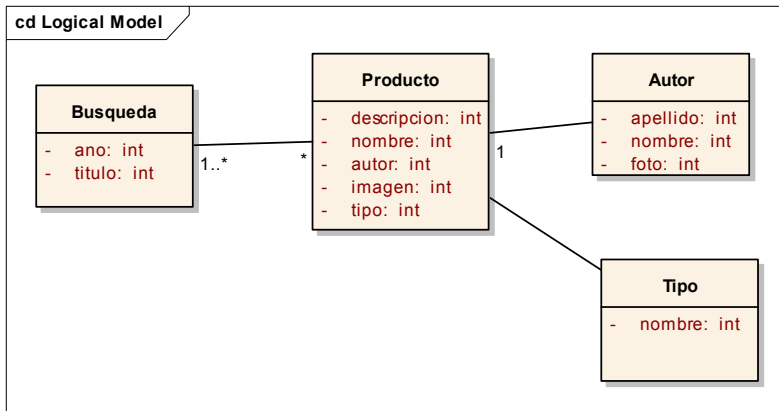 cd Logical Model
Busqueda
- ano: int
- titulo: int
1..*
*
Producto
- descripcion: int
- nombre: int
- autor: int
- imagen: int
- tipo: int
1
Autor
- apellido: int
- nombre: int
- foto: int
Tipo
- nombre: int